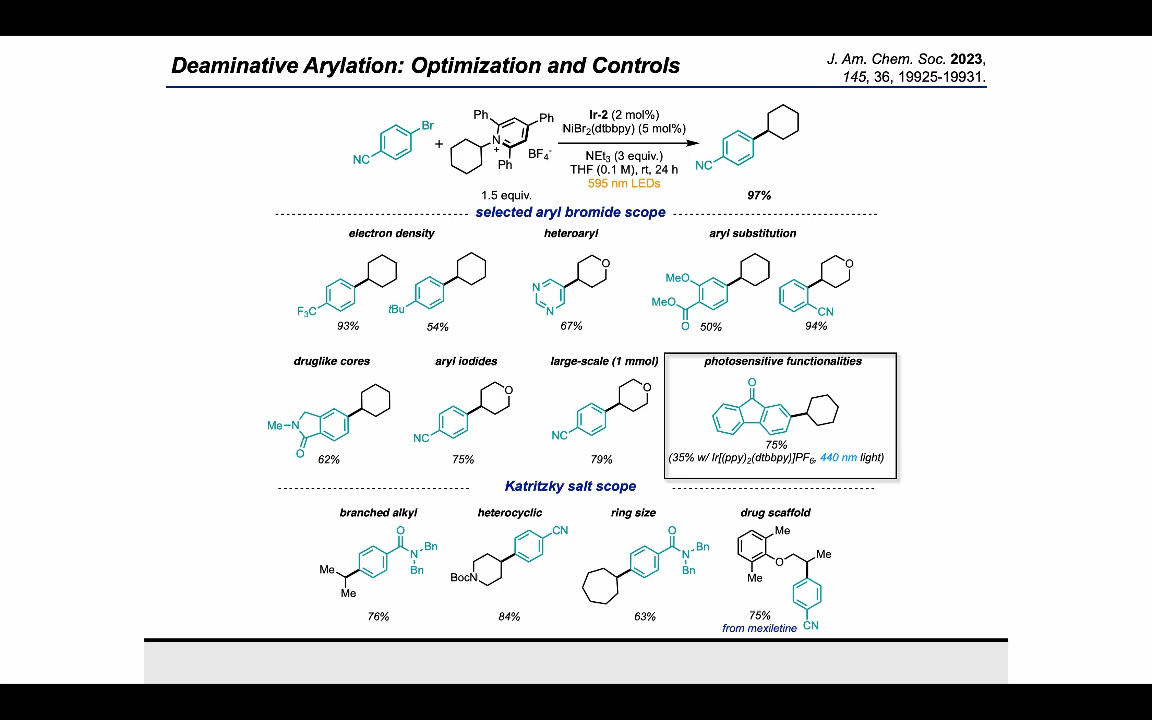 Deaminative Arylation: Optimization and Controls
J. Am. Chem. Soc. 2023,
145, 36, 19925-19931.
Br
NC
+
Ph
Ph
N
+
Ph
BF4-
1.5 equiv.
Ir-2 (2 mol%)
NiBr2(dtbbpy) (5 mol%)
NEt3 (3 equiv.)
THF (0.1 M), rt, 24 h
595 nm LEDs
NC
97%
selected aryl bromide scope
electron density
heteroaryl
aryl substitution
F3C
93%
tBu
54%
O
N
N
67%
MeO
MeO
O
50%
O
CN
94%
druglike cores
aryl iodides
large-scale (1 mmol)
photosensitive functionalities
Me
N
O
62%
O
NC
75%
O
NC
79%
O
75%
(35% w/ Ir[(ppy)2(dtbbpy)]PF6, 440 nm light)
Katritzky salt scope
branched alkyl
heterocyclic
ring size
drug scaffold
O
N
Bn
Bn
Me
Me
76%
CN
BocN
84%
O
N
Bn
Bn
63%
Me
O
Me
Me
CN
75%
from mexiletine